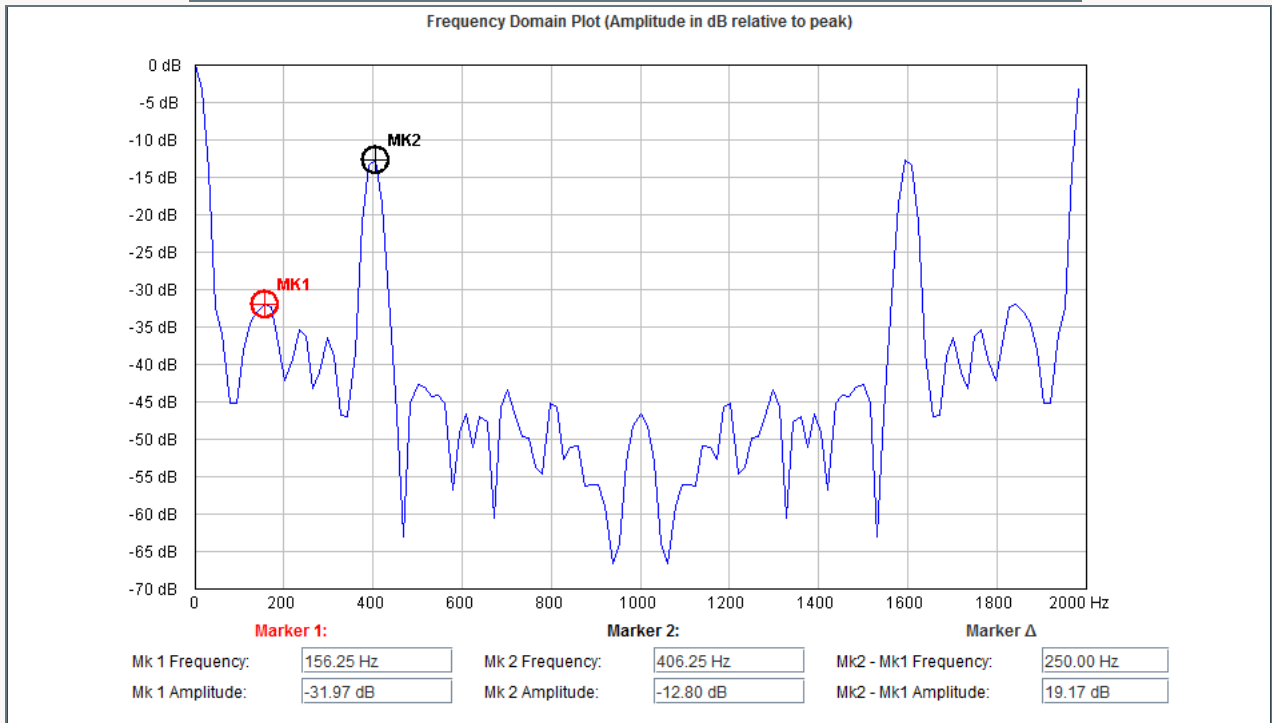 Frequency Domain Plot (Amplitude in dB relative to peak)
0 dB
-5 dB
-10 dB
-15 dB
-20 dB
-25 dB
-30 dB
-35 dB
-40 dB
-45 dB
-50 dB
-55 dB
-60 dB
-65 dB
-70 dB
MK1
MK2
0 200 400 600 800 1000 1200 1400 1600 1800 2000 Hz
Marker 1: Marker 2: Marker Δ
Mk 1 Frequency: 156.25 Hz Mk 2 Frequency: 406.25 Hz Mk2 - Mk1 Frequency: 250.00 Hz
Mk 1 Amplitude: -31.97 dB Mk 2 Amplitude: -12.80 dB Mk2 - Mk1 Amplitude: 19.17 dB